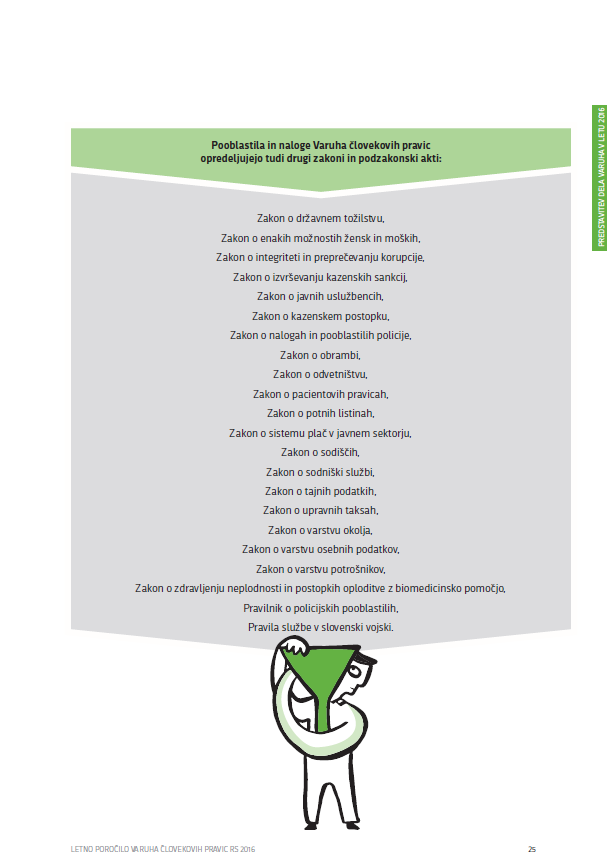 Pooblastila in naloge Varuha človekovih pravic
opredeljujejo tudi drugi zakoni in podzakonski akti:
PREDSTAVITEV DELA VARUHA V LETU 2016
Zakon o državnem tožilstvu,
Zakon o enakih možnostih žensk in moških,
Zakon o integriteti in preprečevanju korupcije,
Zakon o izvrševanju kazenskih sankcij,
Zakon o javnih uslužbencih,
Zakon o kazenskem postopku,
Zakon o nalogah in pooblastilih policije,
Zakon o obrambi,
Zakon o odvetništvu,
Zakon o pacientovih pravicah,
Zakon o potnih listinah,
Zakon o sistemu plač v javnem sektorju,
Zakon o sodiščih,
Zakon o sodniški službi,
Zakon o tajnih podatkih,
Zakon o upravnih taksah,
Zakon o varstvu okolja,
Zakon o varstvu osebnih podatkov,
Zakon o varstvu potrošnikov,
Zakon o zdravljenju neplodnosti in postopkih oploditve z biomedicinsko pomočjo,
Pravilnik o policijskih pooblastilih,
Pravila službe v slovenski vojski.
LETNO POROČILO VARUHA ČLOVEKOVIH PRAVIC RS 2016
25